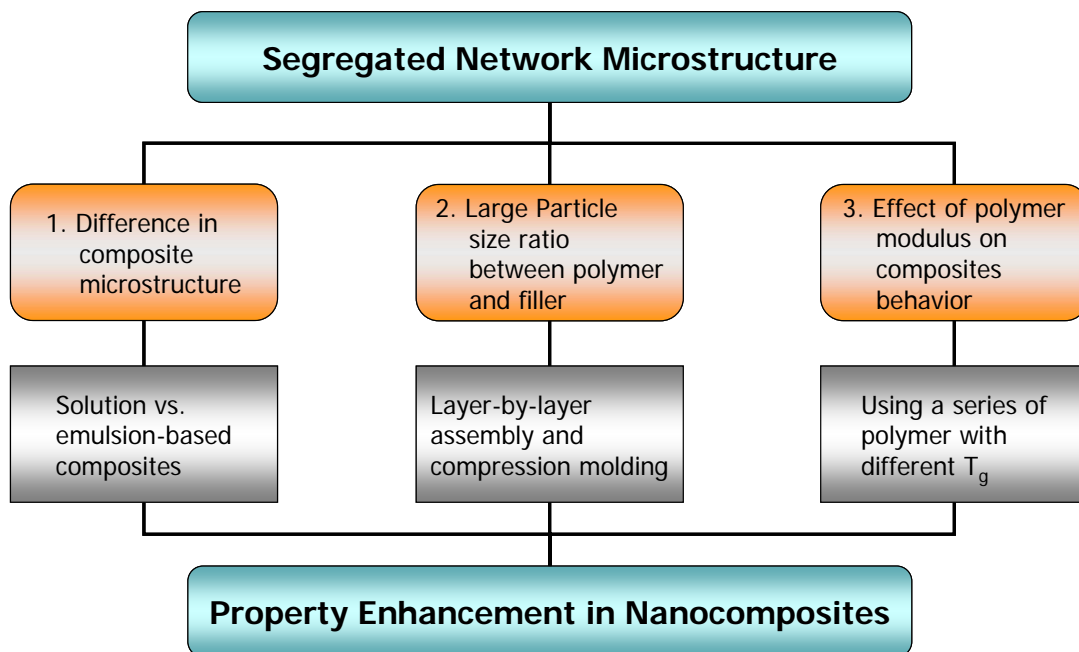 Segregated Network Microstructure
1. Difference in
composite
microstructure
2. Large Particle
size ratio
between polymer
and filler
3. Effect of polymer
modulus on
composites
behavior
Solution vs.
emulsion-based
composites
Layer-by-layer
assembly and
compression molding
Using a series of
polymer with
different Tg
Property Enhancement in Nanocomposites